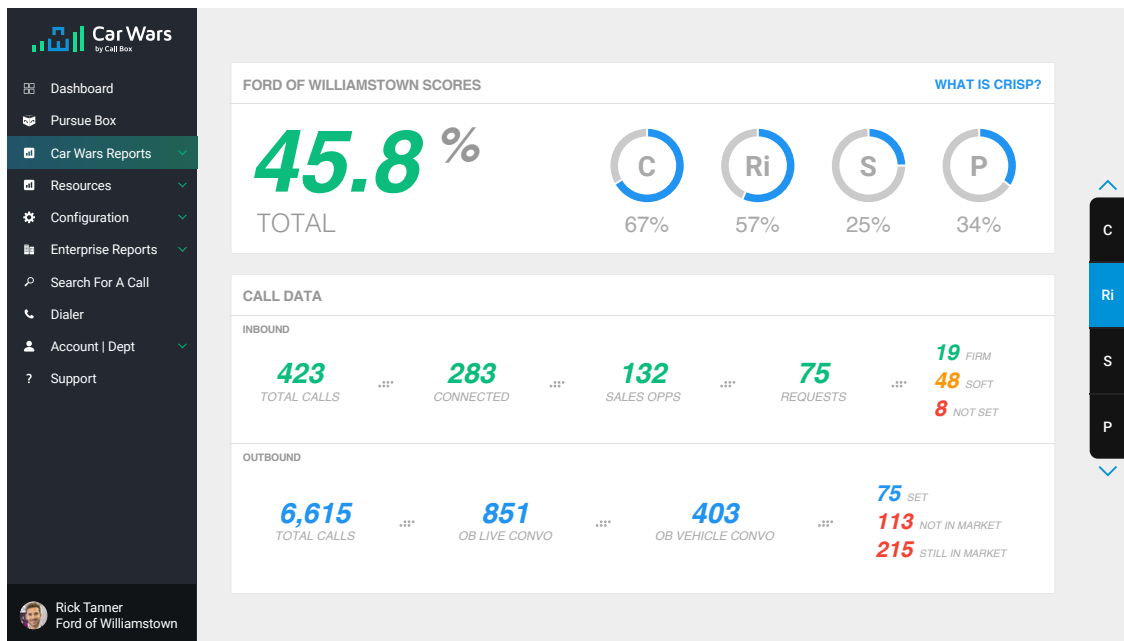 Car Wars
by Call Box
Dashboard
Pursue Box
Car Wars Reports
Resources
Configuration
Enterprise Reports
Search For A Call
Dialer
Account | Dept
? Support
Rick Tanner
Ford of Williamstown
FORD OF WILLIAMSTOWN SCORES WHAT IS CRISP?
45.8 %
TOTAL
C Ri S P
67% 57% 25% 34%
CALL DATA
INBOUND
423 283 132 75
TOTAL CALLS CONNECTED SALES OPPS REQUESTS
19 FIRM
48 SOFT
8 NOT SET
OUTBOUND
6,615 851 403
TOTAL CALLS OB LIVE CONVO OB VEHICLE CONVO
75 SET
113 NOT IN MARKET
215 STILL IN MARKET
C
Ri
S
P